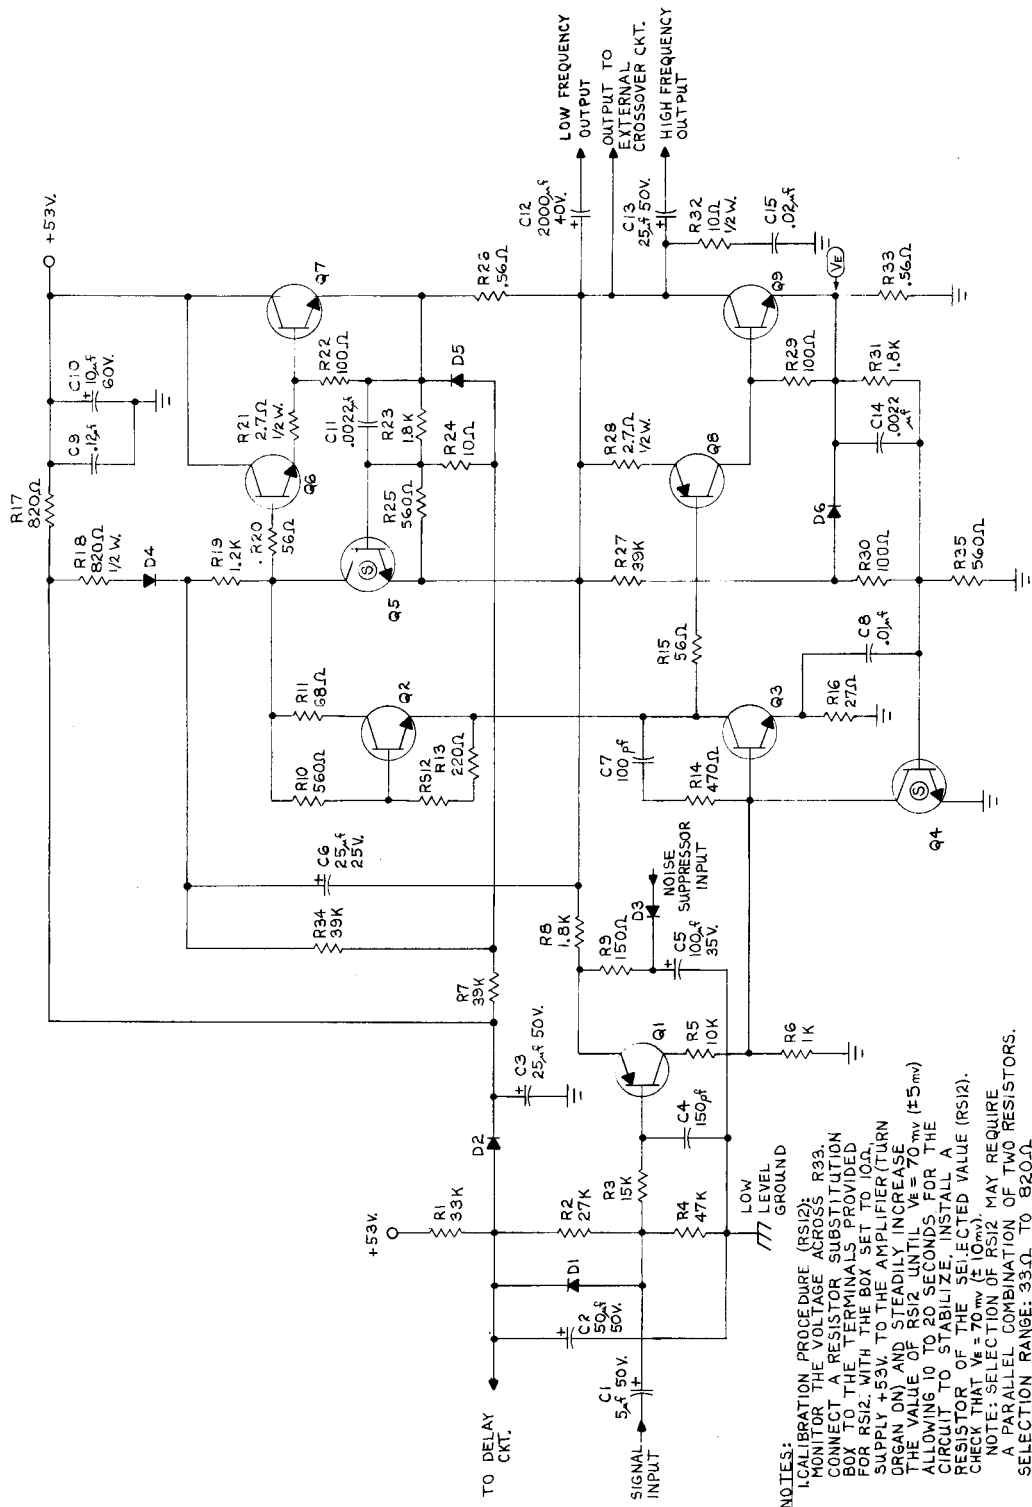 +53V.
R17
820Ω
C9
.12µf
C10
10µf
60V.
R18
820Ω
1/2 W.
D4
R19
1.2K
R20
56Ω
Q6
R21
2.7Ω
1/2 W.
Q7
R22
100Ω
C11
.0022µf
R23
1.8K
D5
R24
10Ω
R25
560Ω
S
Q5
R26
.56Ω
C12
2000µf
40V.
LOW FREQUENCY
OUTPUT
OUTPUT TO
EXTERNAL
CROSSOVER CKT.
C13
25µf 50V.
HIGH FREQUENCY
OUTPUT
R32
10Ω
1/2 W.
C15
.02µf
R11
68Ω
R10
560Ω
Q2
RS12
R13
220Ω
C6
25µf
25V.
R34
39K
R7
39K
R27
39K
R28
2.7Ω
1/2 W.
Q8
Q9
R29
100Ω
VE
R33
.56Ω
R31
1.8K
C14
.0022
µf
D6
R30
100Ω
R35
560Ω
R15
56Ω
C7
100pf
R14
470Ω
Q3
C8
.01µf
R16
27Ω
S
Q4
R8
1.8K
R9
150Ω
D3
NOISE
SUPPRESSOR
INPUT
C5
100µf
35V.
Q1
R5
10K
R6
1K
C3
25µf 50V.
D2
+53V.
R1
33K
R2
27K
R3
15K
C4
150pf
R4
47K
LOW
LEVEL
GROUND
D1
C2
50µf
50V.
C1
5µf 50V.
TO DELAY
CKT.
SIGNAL
INPUT
NOTES:
1. CALIBRATION PROCEDURE (RS12):
MONITOR THE VOLTAGE ACROSS R33.
CONNECT A RESISTOR SUBSTITUTION
BOX TO THE TERMINALS PROVIDED
FOR RS12. WITH THE BOX SET TO 10Ω,
SUPPLY +53V. TO THE AMPLIFIER (TURN
ORGAN ON) AND STEADILY INCREASE
THE VALUE OF RS12 UNTIL VE = 70 mv (±5mv)
ALLOWING 10 TO 20 SECONDS FOR THE
CIRCUIT TO STABILIZE, INSTALL A
RESISTOR OF THE SELECTED VALUE (RS12).
CHECK THAT VE = 70 mv (± 10mv).
NOTE: SELECTION OF RS12 MAY REQUIRE
A PARALLEL COMBINATION OF TWO RESISTORS.
SELECTION RANGE: 33Ω TO 820Ω